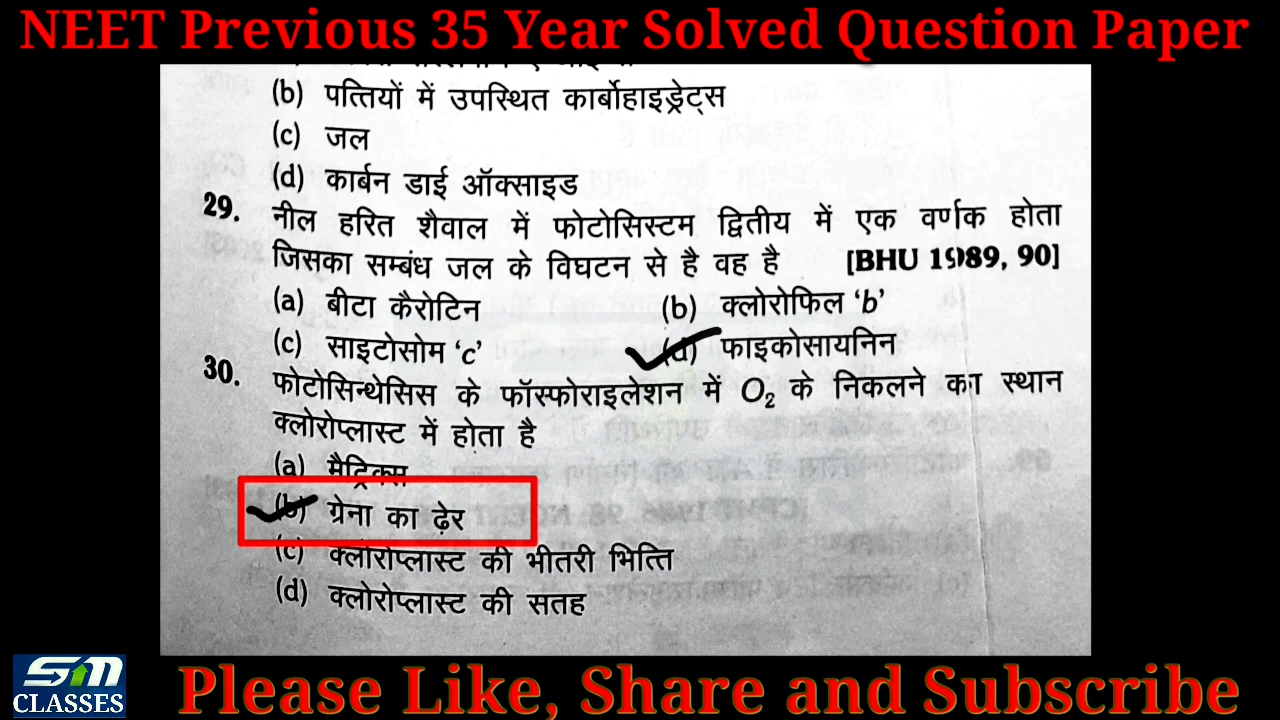 NEET Previous 35 Year Solved Question Paper
(b) पत्तियों में उपस्थित कार्बोहाइड्रेट्स
(c) जल
(d) कार्बन डाई ऑक्साइड
29. नील हरित शैवाल में फोटोसिस्टम द्वितीय में एक वर्णक होता
जिसका सम्बंध जल के विघटन से है वह है [BHU 1989, 90]
(a) बीटा कैरोटिन (b) क्लोरोफिल ‘b’
(c) साइटोसोम ‘c’ (d) फाइकोसायनिन
30. फोटोसिन्थेसिस के फॉस्फोराइलेशन में O₂ के निकलने का स्थान
क्लोरोप्लास्ट में होता है
(a) मैट्रिक्स
(b) ग्रेना का ढ़ेर
(c) क्लोरोप्लास्ट की भीतरी भित्ति
(d) क्लोरोप्लास्ट की सतह
SM
CLASSES
Please Like, Share and Subscribe